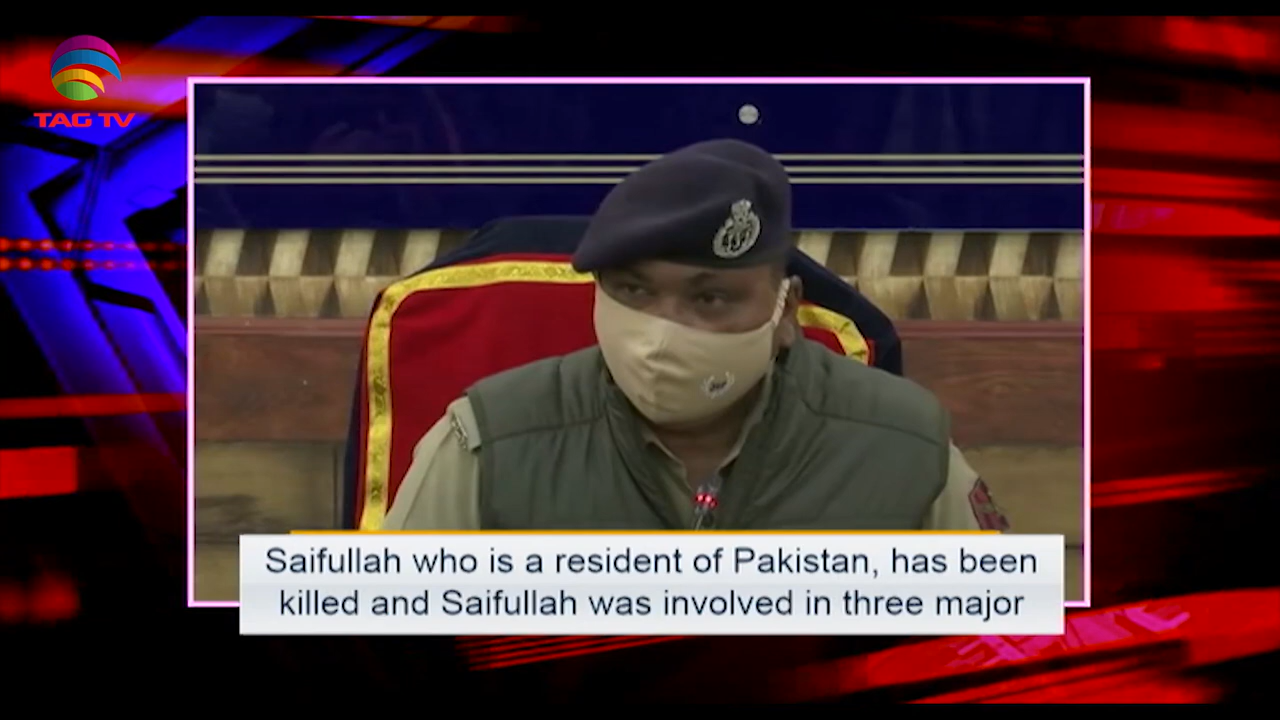 TAG TV
Saifullah who is a resident of Pakistan, has been
killed and Saifullah was involved in three major